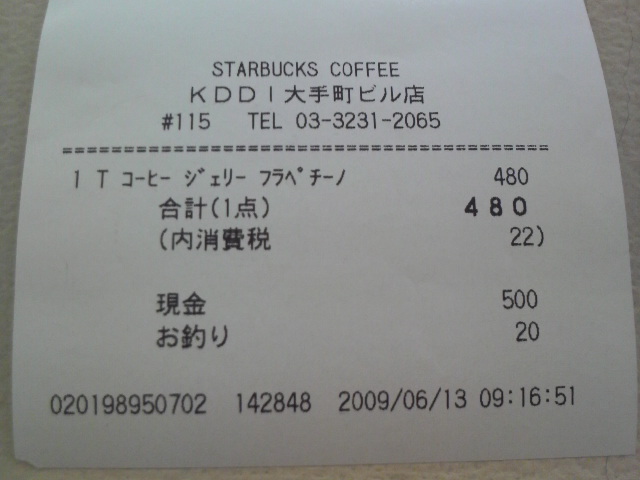 STARBUCKS COFFEE
KDDI大手町ビル店
#115 TEL 03-3231-2065
================================================
1 T コーヒー ジェリー フラペチーノ 480
合計(1点) 480
(内消費税 22)
現金 500
お釣り 20
020198950702 142848 2009/06/13 09:16:51